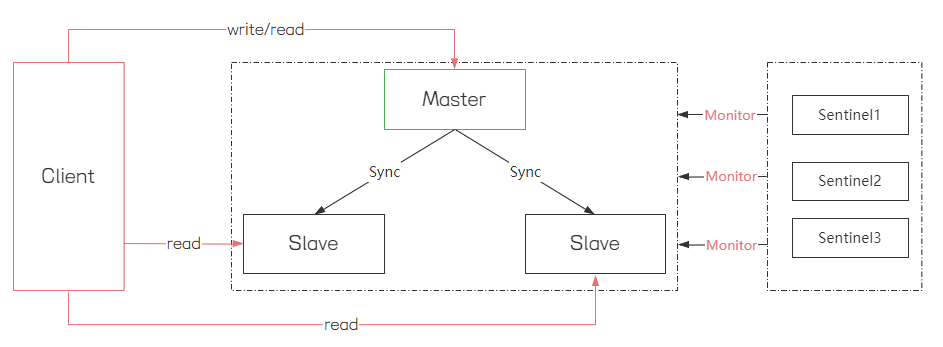 write/read
Master
Client
Sync
Sync
Slave
Slave
read
read
Monitor
Monitor
Monitor
Sentinel1
Sentinel2
Sentinel3